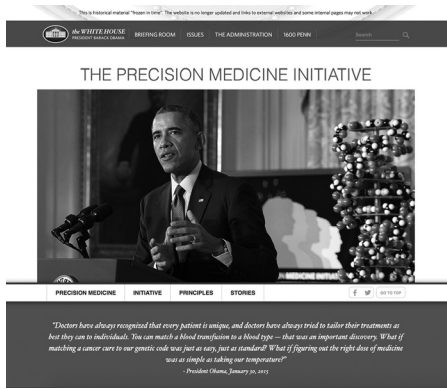 This is historical material "frozen in time". The website is no longer updated and links to external websites and some internal pages may not work.
the WHITE HOUSE
PRESIDENT BARACK OBAMA
BRIEFING ROOM ISSUES THE ADMINISTRATION 1600 PENN
Search
THE PRECISION MEDICINE INITIATIVE
MEDICINE INITIAT
PRECISION MEDICINE INITIATIVE PRINCIPLES STORIES
f
GO TO TOP
"Doctors have always recognized that every patient is unique, and doctors have always tried to tailor their treatments as
best they can to individuals. You can match a blood transfusion to a blood type — that was an important discovery. What if
matching a cancer cure to our genetic code was just as easy, just as standard? What if figuring out the right dose of medicine
was as simple as taking our temperature?"
- President Obama, January 30, 2015